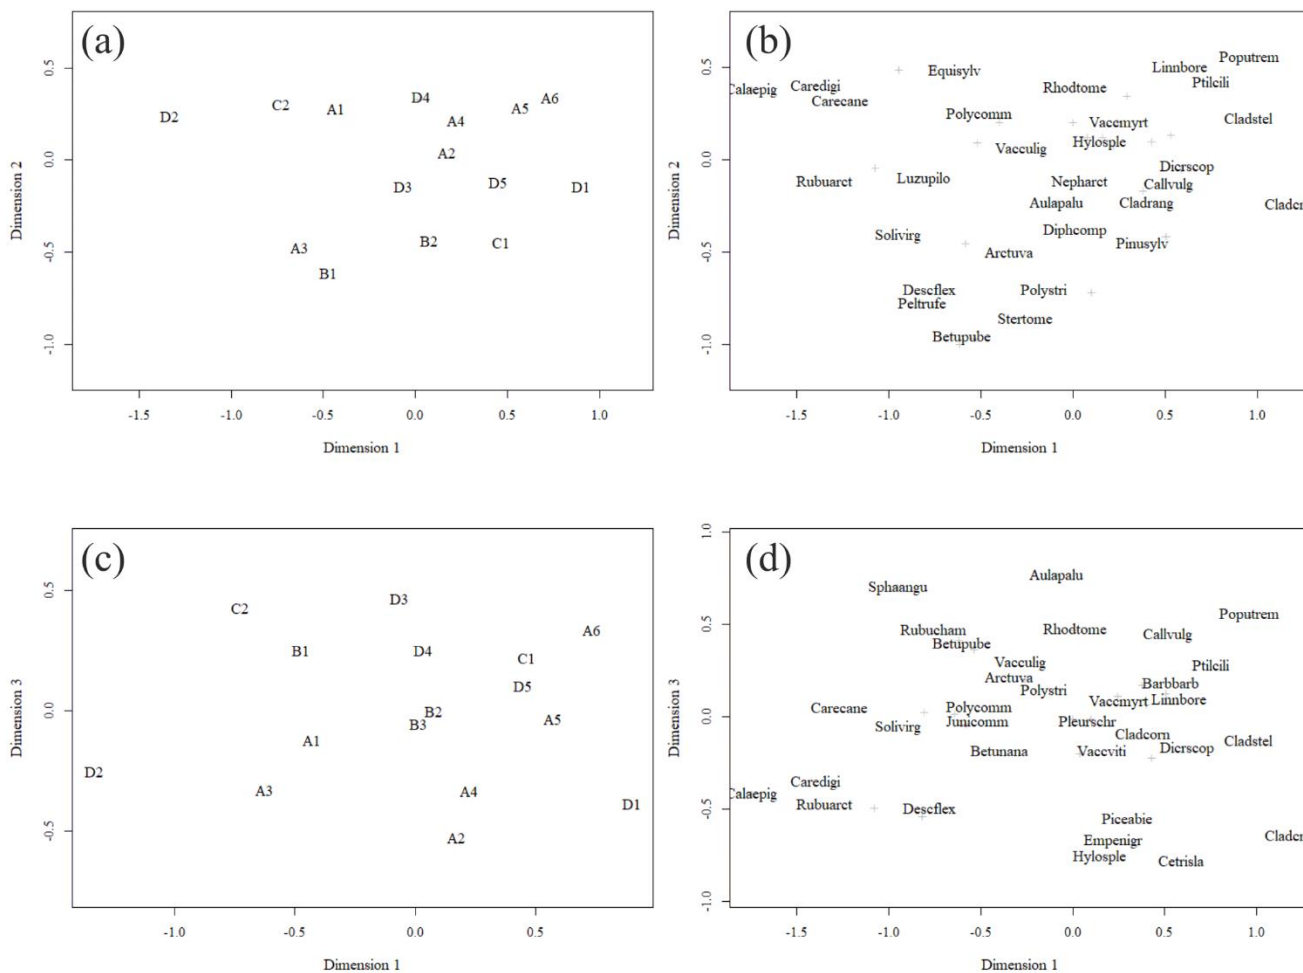 (a)
0.5
0.0
-0.5
-1.0
Dimension 2
D2
C2
A1
D4
A4
A5
A6
A2
D3
D5
D1
A3
B2
C1
B1
-1.5
-1.0
-0.5
0.0
0.5
1.0
Dimension 1
(b)
0.5
0.0
-0.5
-1.0
Dimension 2
Poputrem
Linnbore
Equisylv
Ptilcili
Caredigi
Calaepig
Rhodtome
Carecane
Polycomm
Vacemyrt
Cladstel
Hylosple
Vacculig
Dicrscop
Rubuarct
Luzupilo
Nepharct
Callvulg
Aulapalu
Cladrang
Cladcr
Solivirg
Diphcomp
Pinusylv
Arctuva
Descflex
Polystri
Peltrufe
Stertome
Betupube
-1.5
-1.0
-0.5
0.0
0.5
1.0
Dimension 1
(c)
0.5
0.0
-0.5
Dimension 3
C2
D3
A6
B1
D4
C1
D5
B2
B3
A5
A1
D2
A3
A4
D1
A2
-1.0
-0.5
0.0
0.5
Dimension 1
(d)
1.0
0.5
0.0
-0.5
-1.0
Dimension 3
Aulapalu
Sphaangu
Poputrem
Rubucham
Rhodtome
Callvulg
Betupube
Vacculig
Ptilcili
Arctuva
Barbbarb
Polystri
Vaccmyrt
Linnbore
Carecane
Polycomm
Junicomm
Pleurschr
Solivirg
Cladcorn
Cladstel
Betunana
Vaccviti
Dicrscop
Caredigi
Calaepig
Rubuarct
Descflex
Piceabie
Empenigr
Cladcr
Hylosple
Cetrisla
-1.5
-1.0
-0.5
0.0
0.5
1.0
Dimension 1